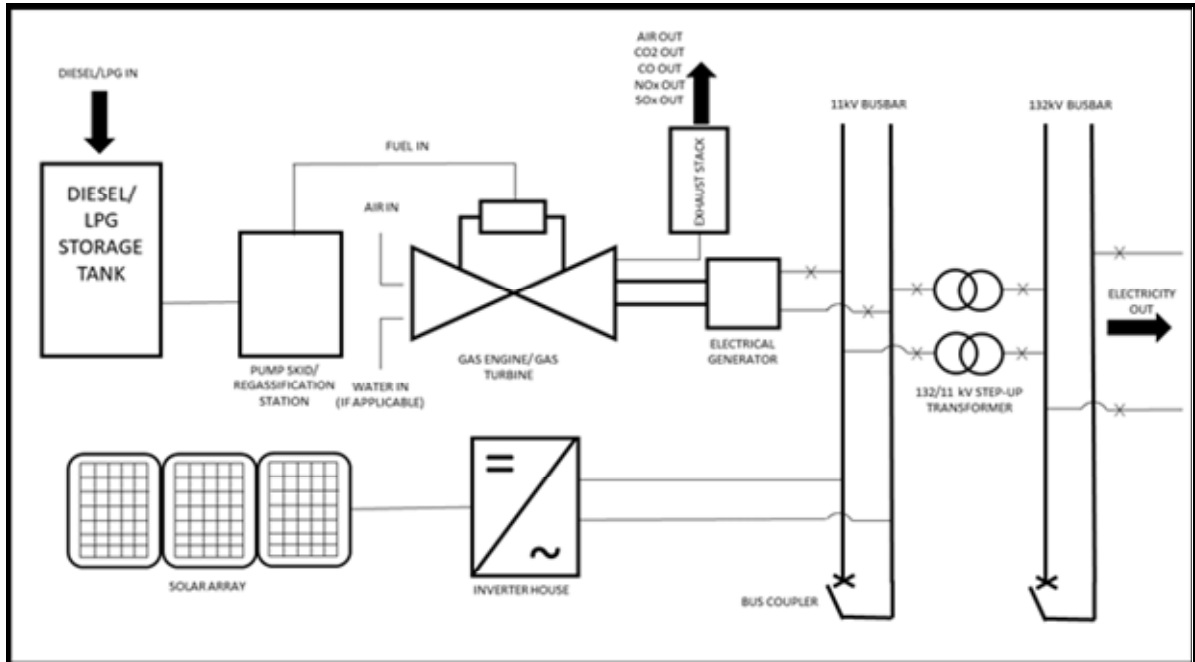 DIESEL/LPG IN
DIESEL/
LPG
STORAGE
TANK
PUMP SKID/
REGASSIFICATION
STATION
FUEL IN
AIR IN
WATER IN
(IF APPLICABLE)
GAS ENGINE/GAS
TURBINE
AIR OUT
CO2 OUT
CO OUT
NOx OUT
SOx OUT
EXHAUST STACK
ELECTRICAL
GENERATOR
11kV BUSBAR
132kV BUSBAR
132/11 kV STEP-UP
TRANSFORMER
ELECTRICITY
OUT
SOLAR ARRAY
INVERTER HOUSE
BUS COUPLER